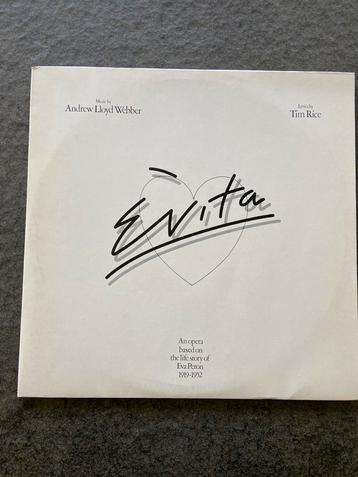 Music by
Andrew Lloyd Webber
Lyrics by
Tim Rice
Evita
An opera
based on
the life story of
Eva Peron
1919-1952